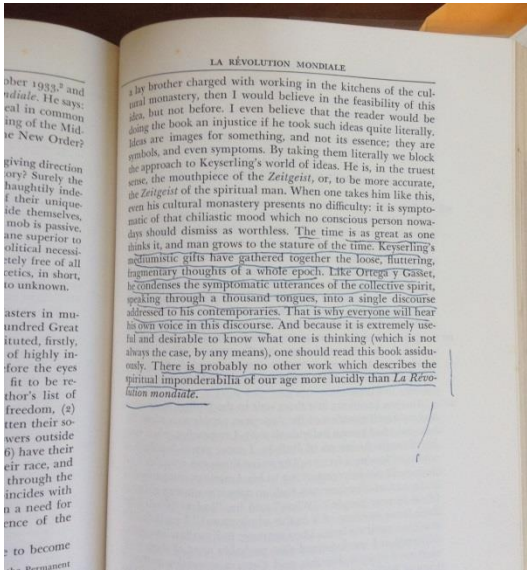 ober 1933.² and
ndiale. He says:
eal in common
ing of the Mid-
he New Order?
giving direction
ory? Surely the
haughtily inde-
f their unique-
ide themselves,
mob is passive.
ane superior to
olitical necessi-
etely free of all
cetics, in short,
to unknown.
asters in mu-
undred Great
ituted, firstly,
of highly in-
fore the eyes
fit to be re-
thor's list of
freedom, (2)
tten their so-
wers outside
6) have their
eir race, and
through the
incides with
n a need for
ence of the
e to become
Permanent
LA RÉVOLUTION MONDIALE
a lay brother charged with working in the kitchens of the cul-
tural monastery, then I would believe in the feasibility of this
idea, but not before. I even believe that the reader would be
doing the book an injustice if he took such ideas quite literally.
Ideas are images for something, and not its essence; they are
symbols, and even symptoms. By taking them literally we block
the approach to Keyserling's world of ideas. He is, in the truest
sense, the mouthpiece of the Zeitgeist, or, to be more accurate,
the Zeitgeist of the spiritual man. When one takes him like this,
even his cultural monastery presents no difficulty: it is sympto-
matic of that chiliastic mood which no conscious person nowa-
days should dismiss as worthless. The time is as great as one
thinks it, and man grows to the stature of the time. Keyserling's
mediumistic gifts have gathered together the loose, fluttering,
fragmentary thoughts of a whole epoch. Like Ortega y Gasset,
he condenses the symptomatic utterances of the collective spirit,
speaking through a thousand tongues, into a single discourse
addressed to his contemporaries. That is why everyone will hear
his own voice in this discourse. And because it is extremely use-
ful and desirable to know what one is thinking (which is not
always the case, by any means), one should read this book assidu-
ously. There is probably no other work which describes the
spiritual imponderabilia of our age more lucidly than La Révo-
lution mondiale.